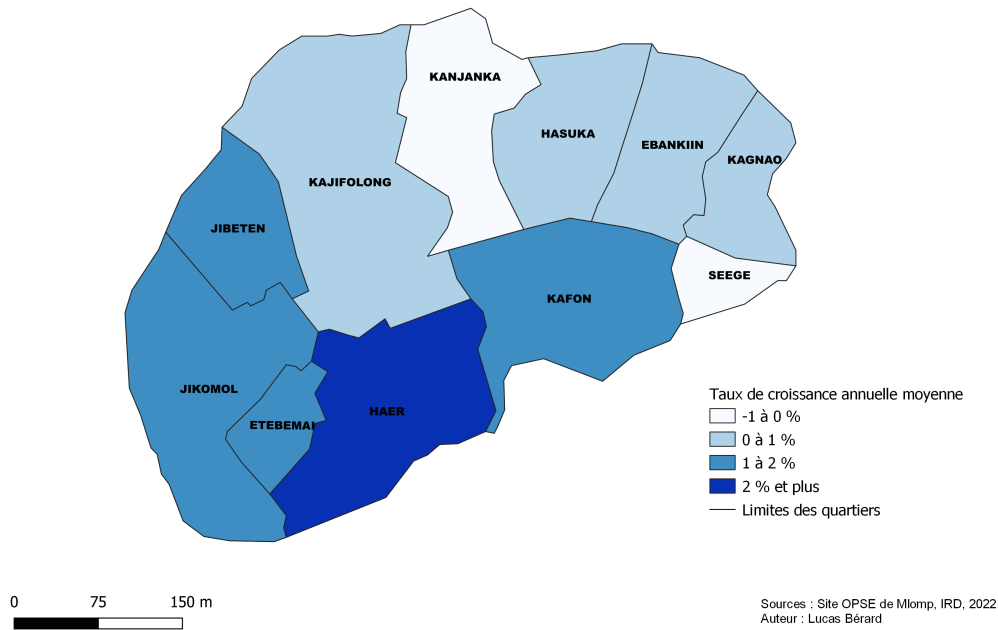 KANJANKA
HASUKA
EBANKIIN
KAGNAO
KAJIFOLONG
JIBETEN
SEEGE
KAFON
JIKOMOL
HAER
ETEBEMAI
Taux de croissance annuelle moyenne
-1 à 0 %
0 à 1 %
1 à 2 %
2 % et plus
Limites des quartiers
0 75 150 m
Sources : Site OPSE de Mlomp, IRD, 2022
Auteur : Lucas Bérard